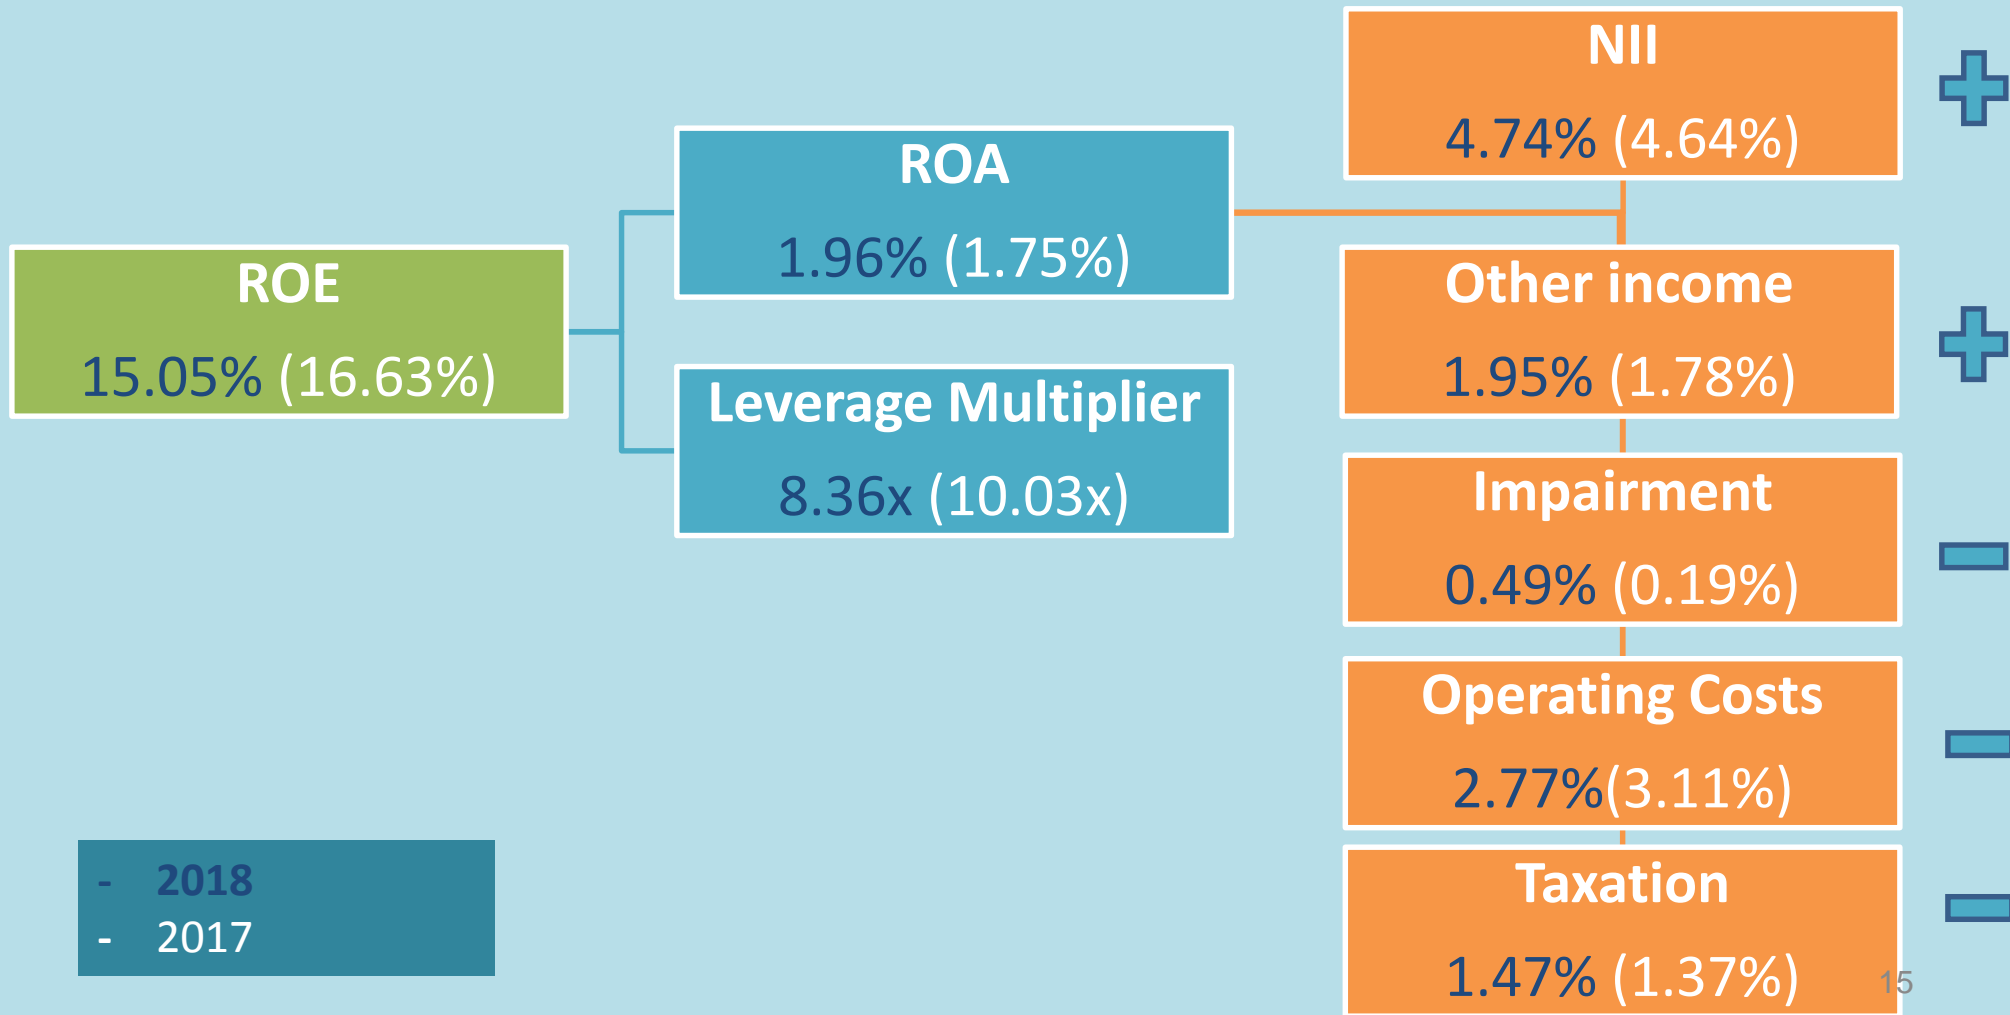 ROE
15.05% (16.63%)
ROA
1.96% (1.75%)
Leverage Multiplier
8.36x (10.03x)
NII
4.74% (4.64%)
Other income
1.95% (1.78%)
Impairment
0.49% (0.19%)
Operating Costs
2.77%(3.11%)
Taxation
1.47% (1.37%)
- 2018
- 2017
15